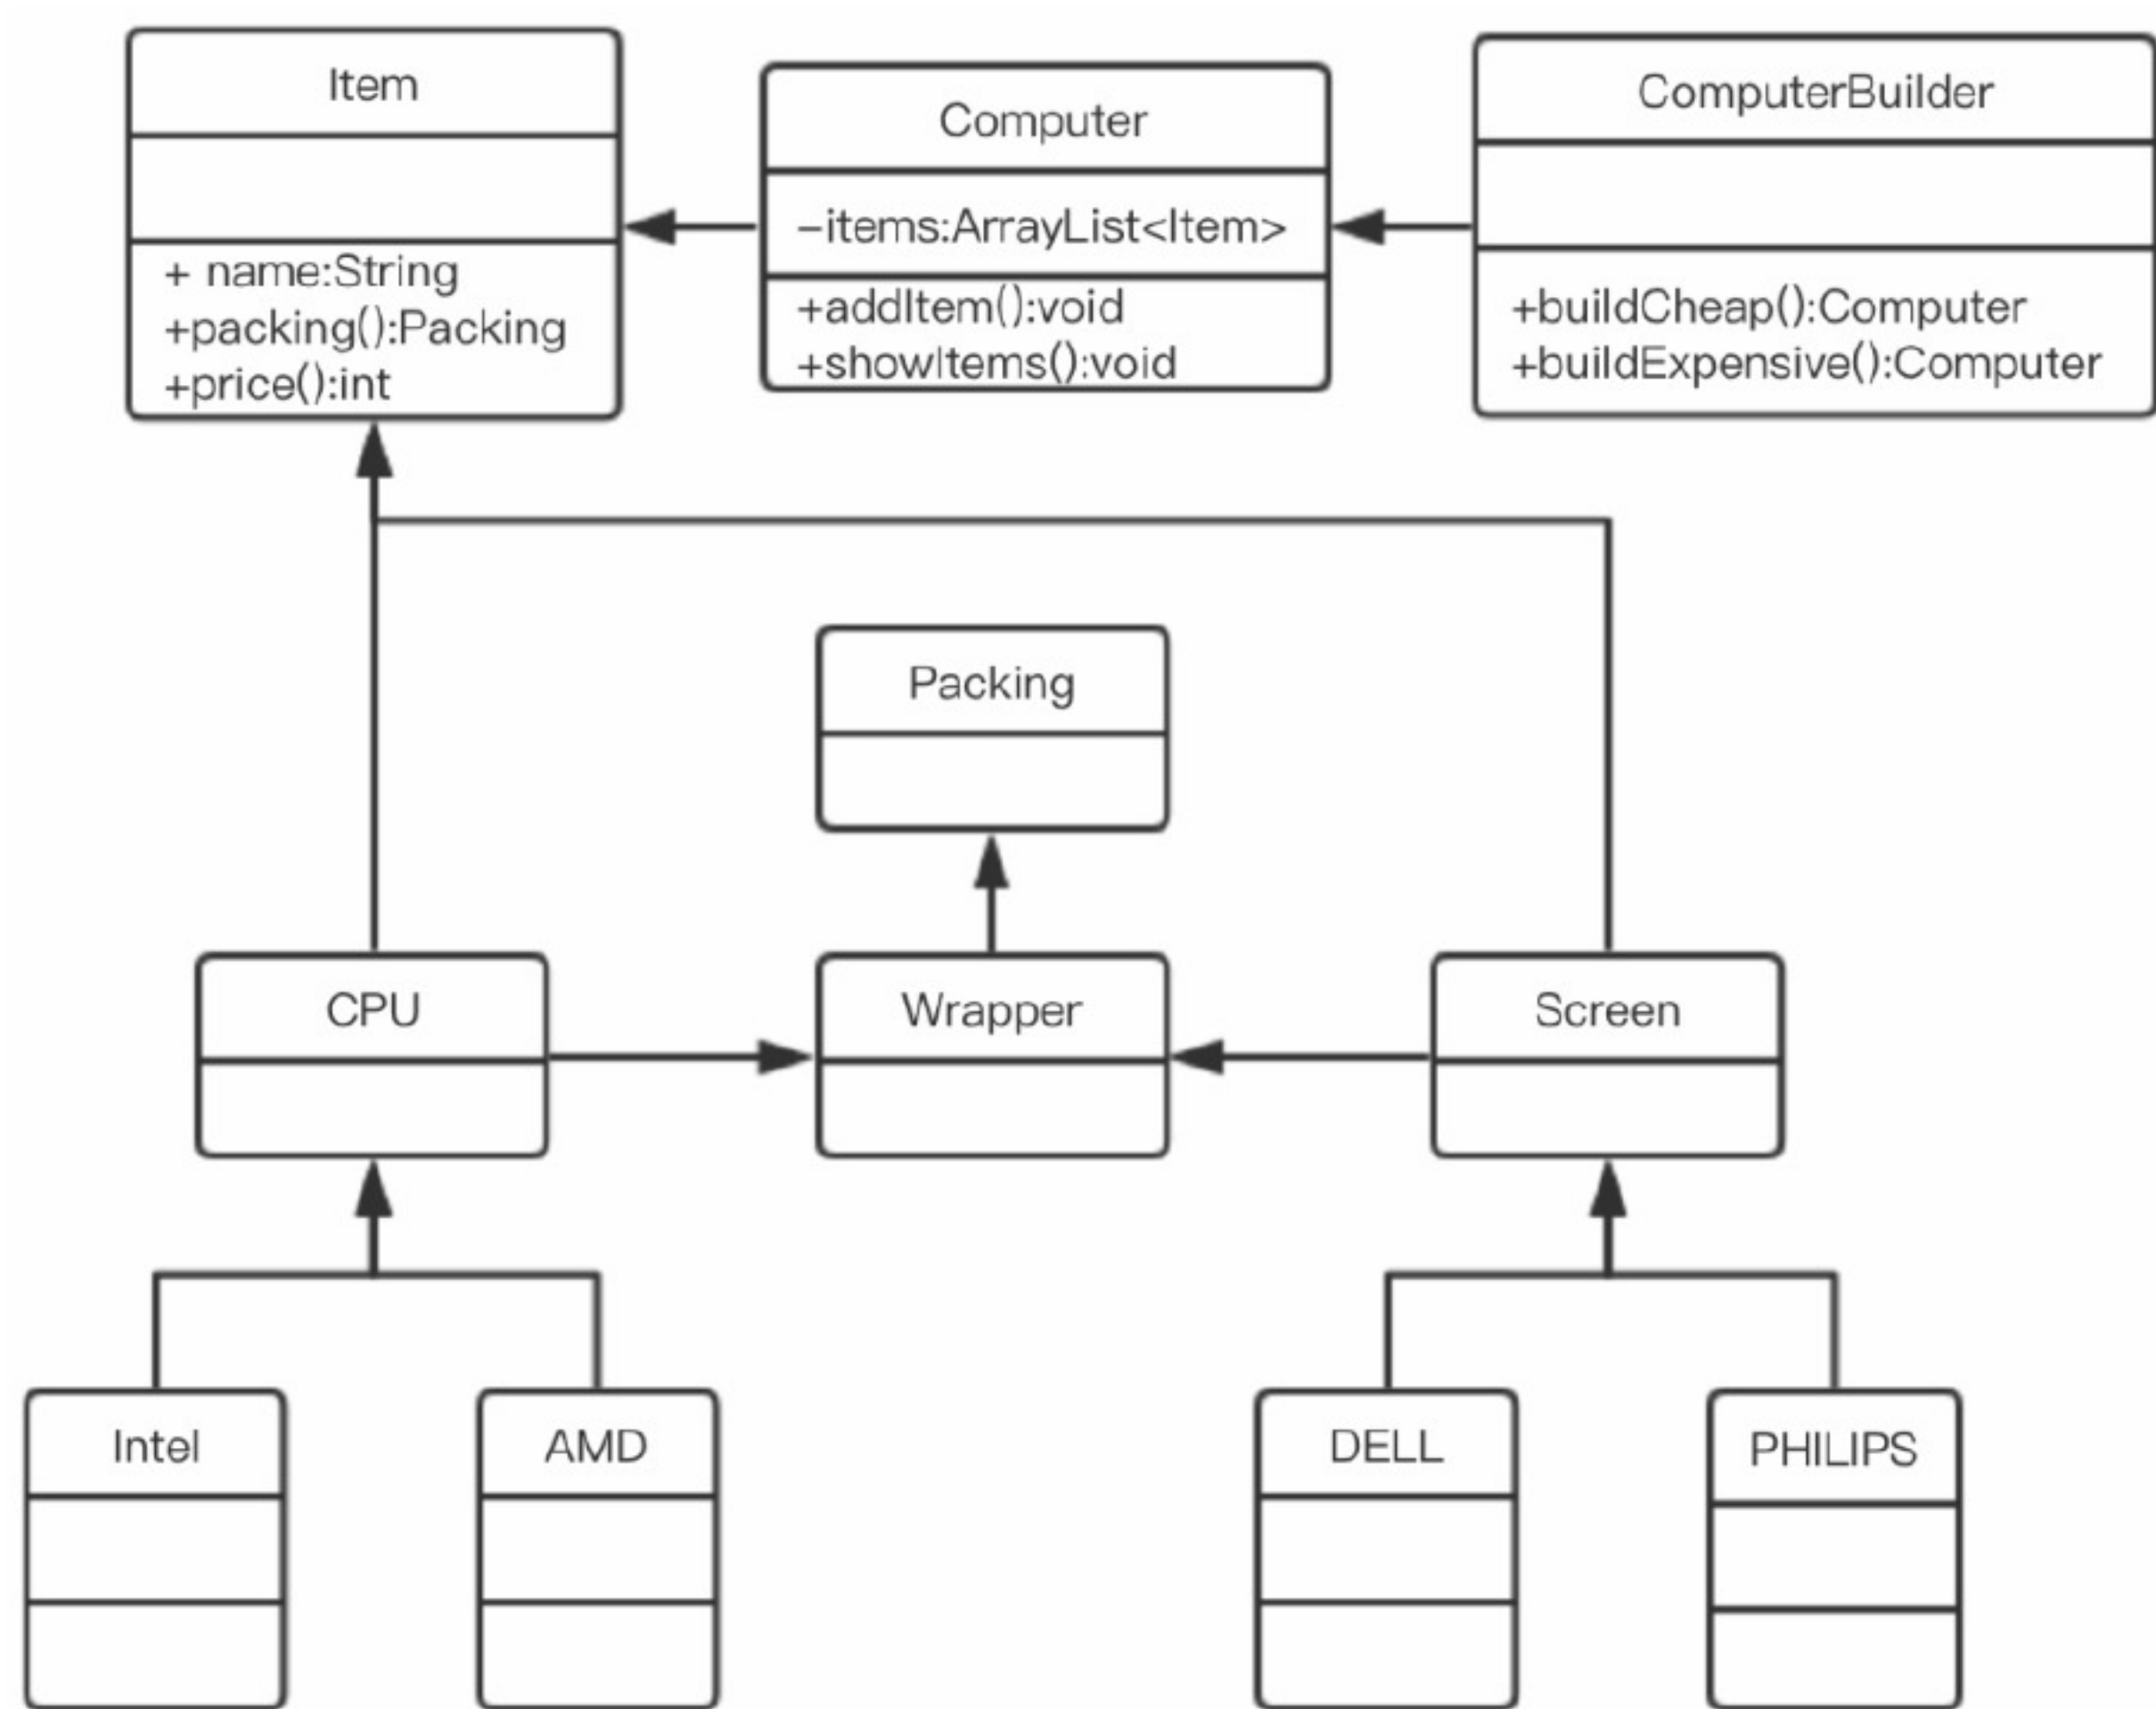 Item
+ name:String
+packing():Packing
+price():int
Computer
-items:ArrayList<Item>
+addItem():void
+showItems():void
ComputerBuilder
+buildCheap():Computer
+buildExpensive():Computer
Packing
CPU
Wrapper
Screen
Intel
AMD
DELL
PHILIPS